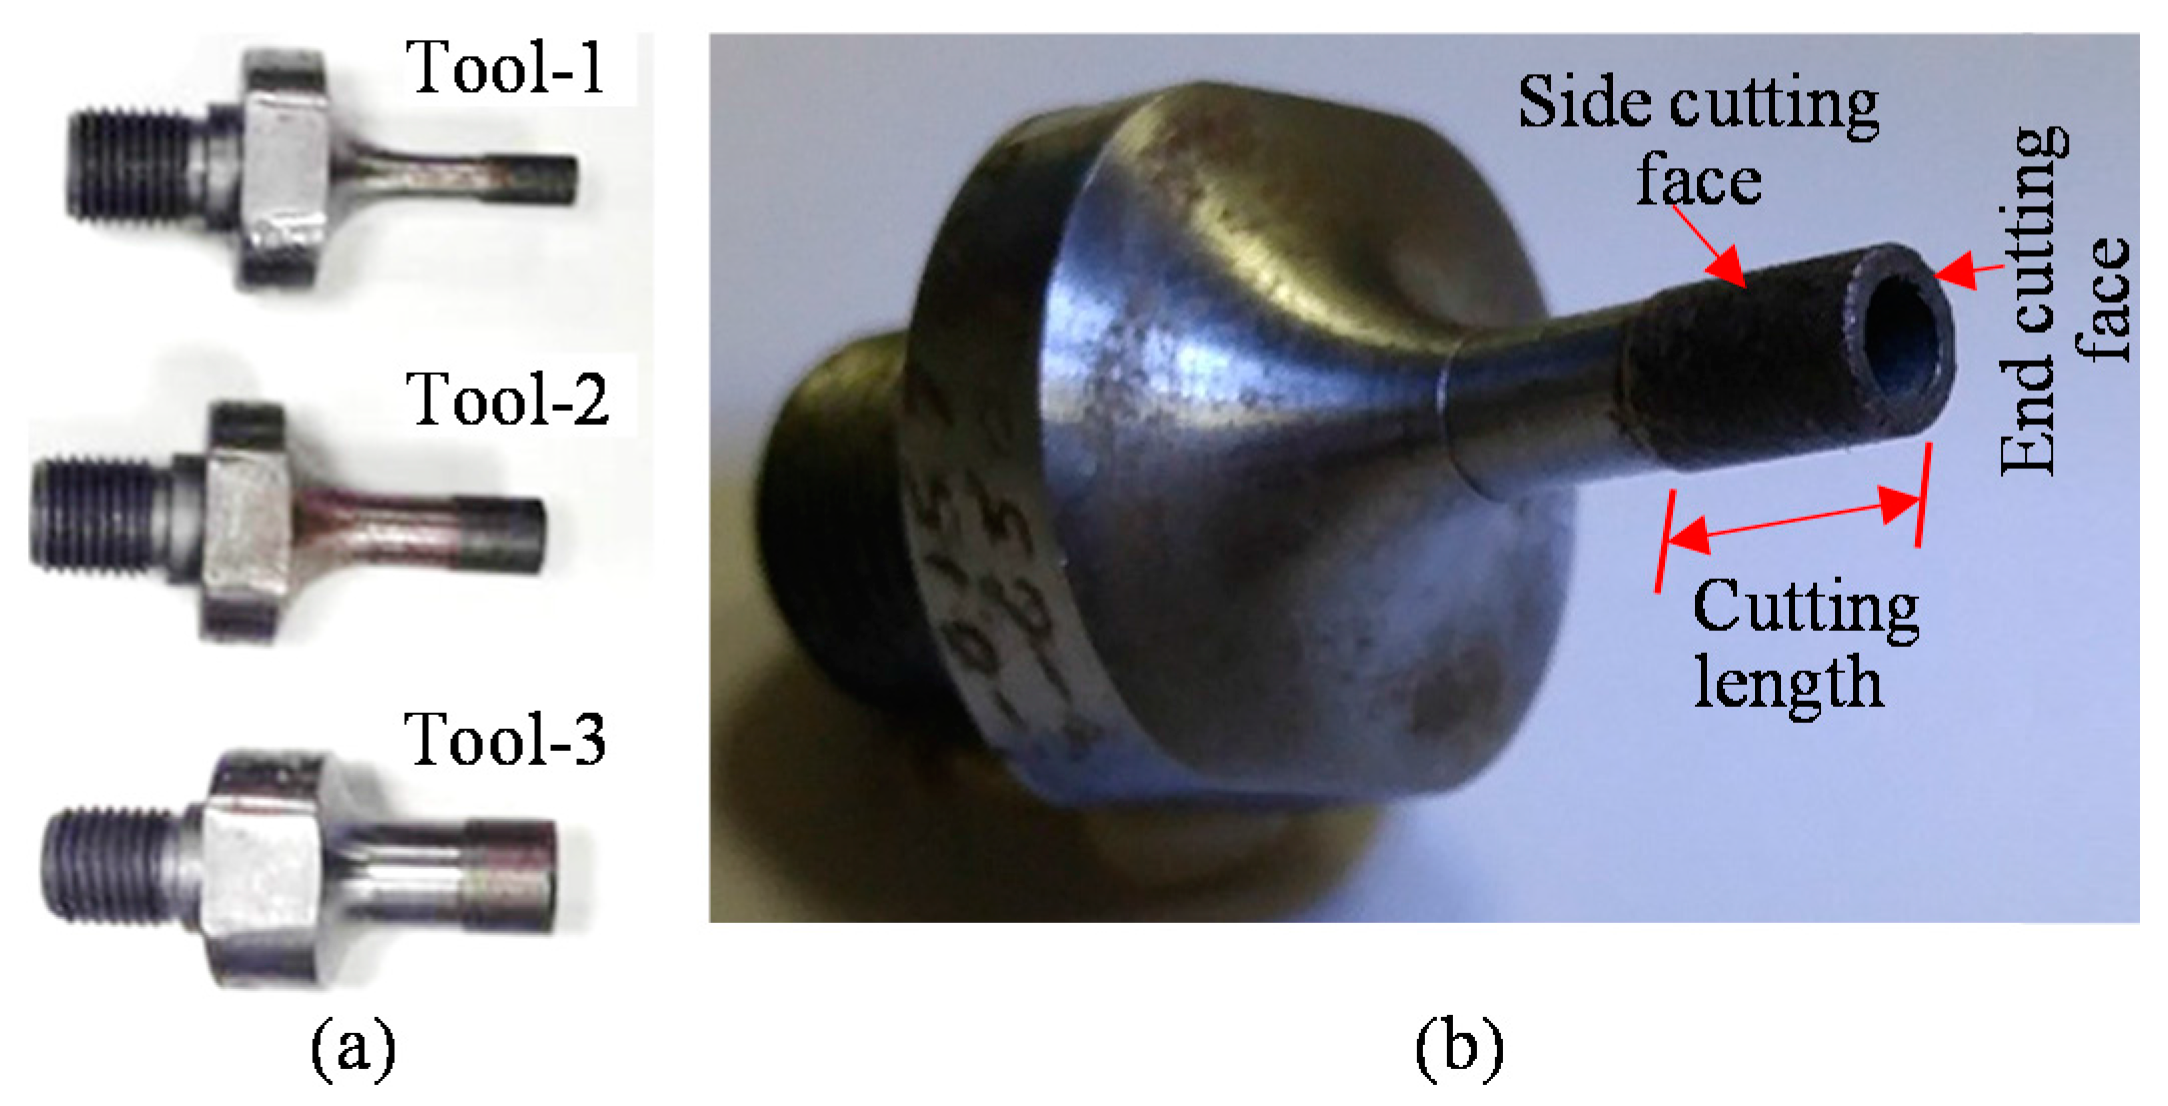 Tool-1
Tool-2
Tool-3
(a)
Side cutting
face
End cutting
face
Cutting
length
(b)